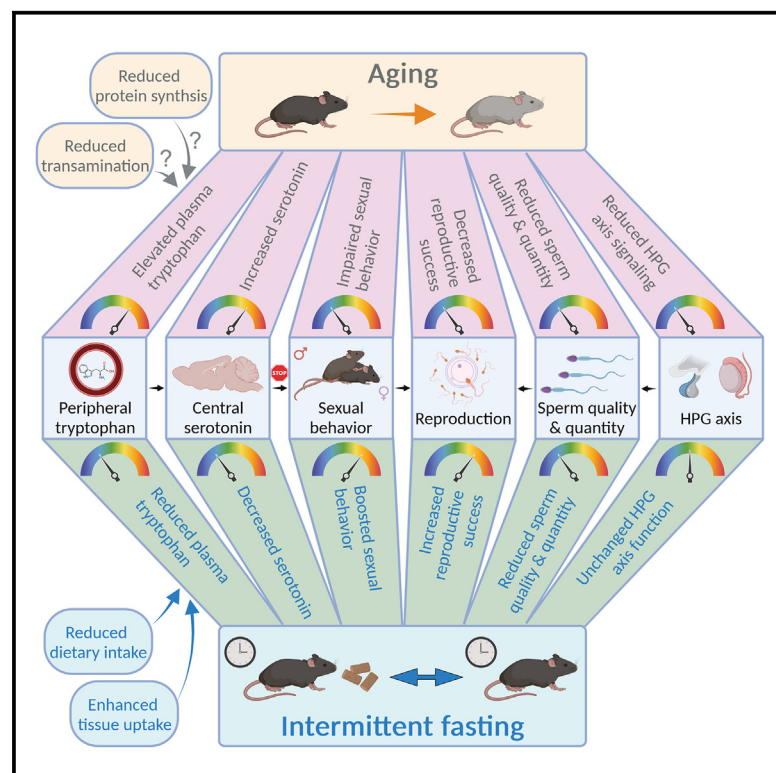 Aging
Reduced
protein synthsis
Reduced
transamination
?
?
Elevated plasma
tryptophan
Increased serotonin
Impaired sexual
behavior
Decreased
reproductive
success
Reduced sperm
quality & quantity
Reduced HPG
axis signaling
Peripheral
tryptophan
Central
serotonin
STOP
♂
♀
Sexual
behavior
Reproduction
Sperm quality
& quantity
HPG axis
Reduced plasma
tryptophan
Decreased serotonin
Boosted sexual
behavior
Increased
reproductive
success
Reduced sperm
quality & quantity
Unchanged HPG
axis function
Reduced
dietary intake
Enhanced
tissue uptake
Intermittent fasting